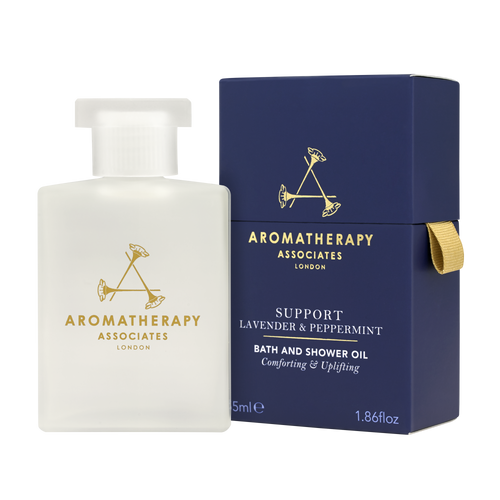 AROMATHERAPY
ASSOCIATES
LONDON
AROMATHERAPY
ASSOCIATES
LONDON
SUPPORT
LAVENDER & PEPPERMINT
BATH AND SHOWER OIL
Comforting & Uplifting
5ml℮
1.86floz